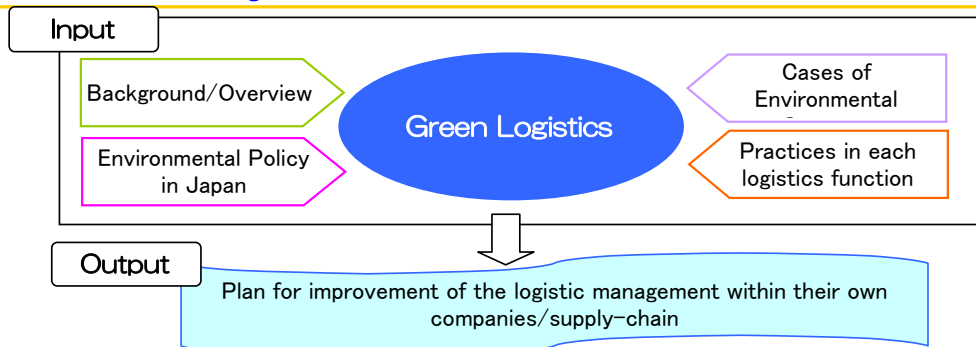 Input
Background/Overview
Cases of
Environmental
Green Logistics
Environmental Policy
in Japan
Practices in each
logistics function
Output
Plan for improvement of the logistic management within their own
companies/supply-chain